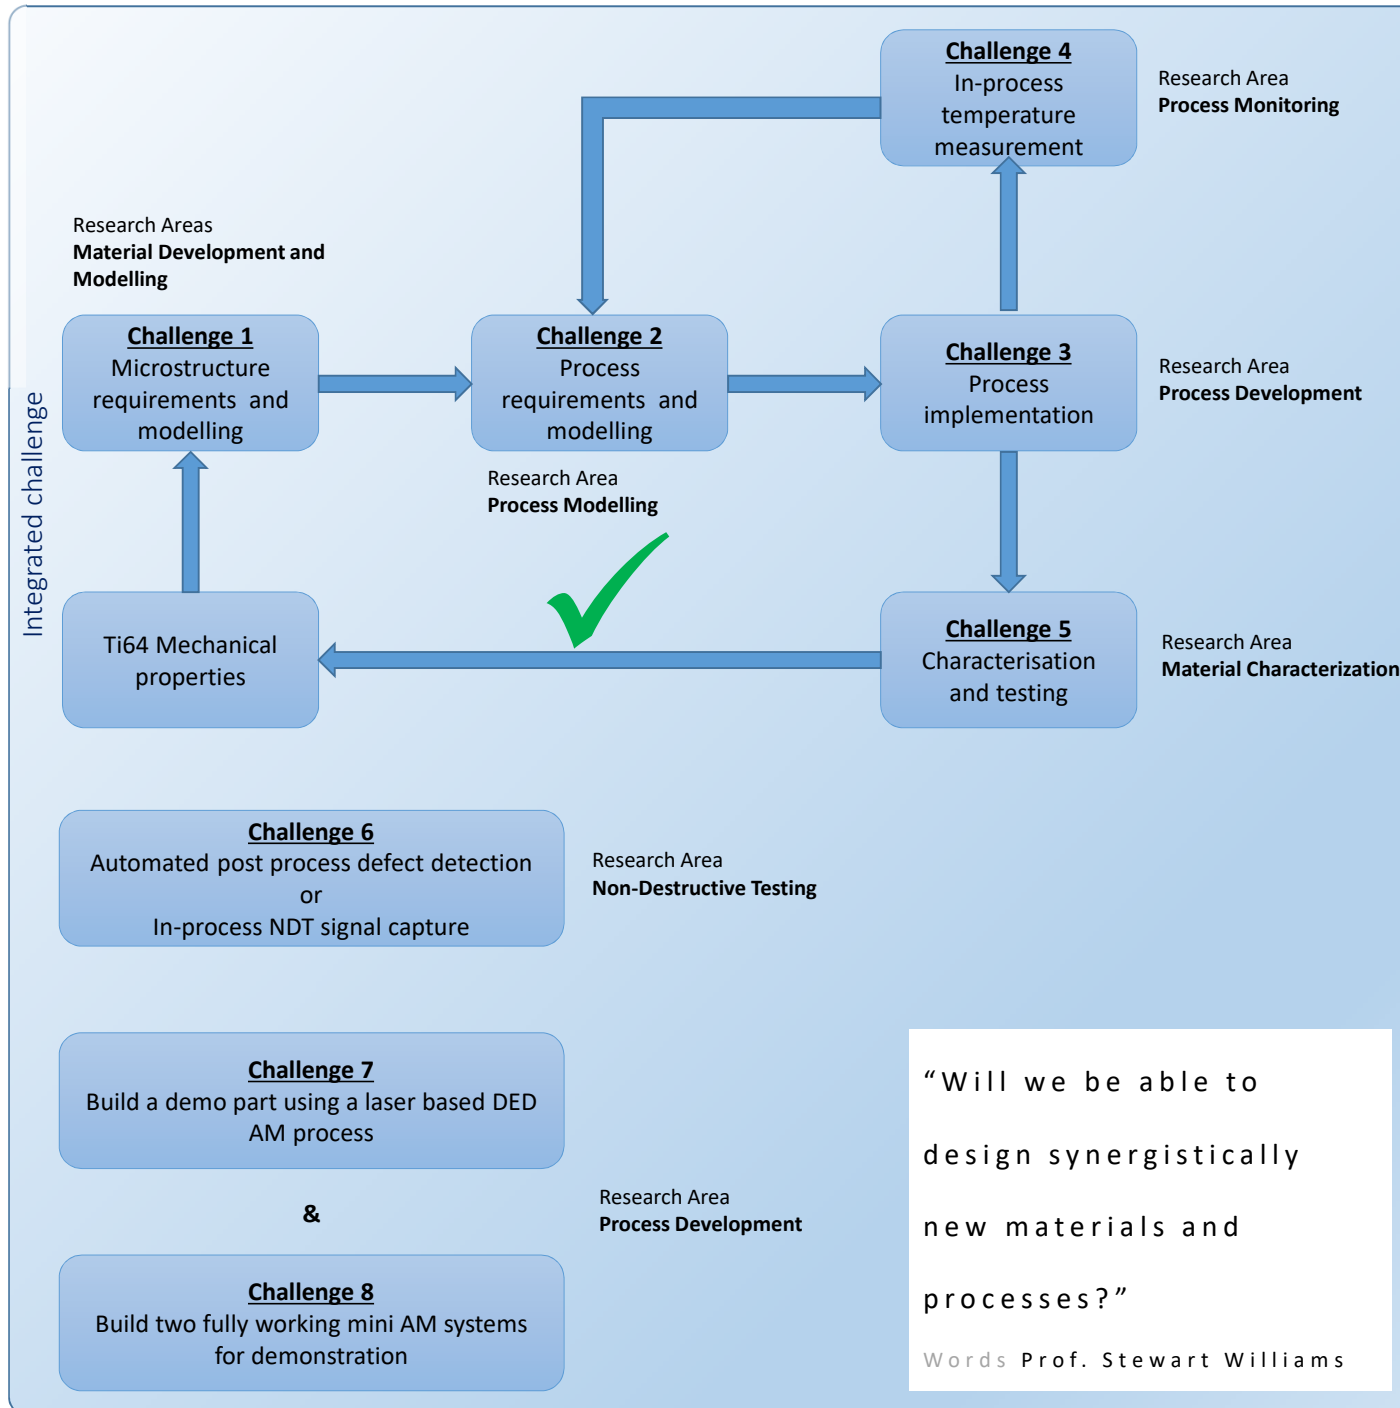 Integrated challenge
Challenge 4
In-process
temperature
measurement
Research Area
Process Monitoring
Research Areas
Material Development and
Modelling
Challenge 1
Microstructure
requirements and
modelling
Challenge 2
Process
requirements and
modelling
Research Area
Process Modelling
Challenge 3
Process
implementation
Research Area
Process Development
Ti64 Mechanical
properties
Challenge 5
Characterisation
and testing
Research Area
Material Characterization
Challenge 6
Automated post process defect detection
or
In-process NDT signal capture
Research Area
Non-Destructive Testing
Challenge 7
Build a demo part using a laser based DED
AM process
&
Research Area
Process Development
Challenge 8
Build two fully working mini AM systems
for demonstration
“Will we be able to
design synergistically
new materials and
processes?”
Words Prof. Stewart Williams